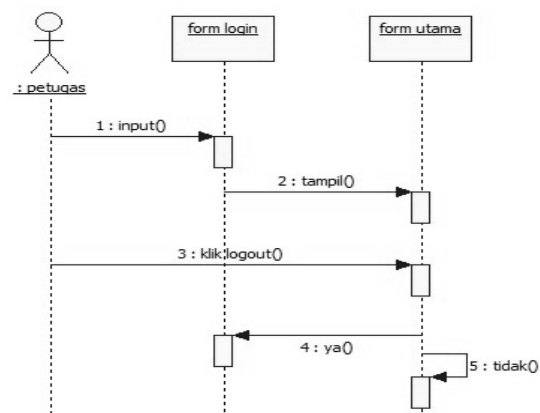 form login
form utama
: petugas
1 : input()
2 : tampil()
3 : klik logout()
4 : ya()
5 : tidak()